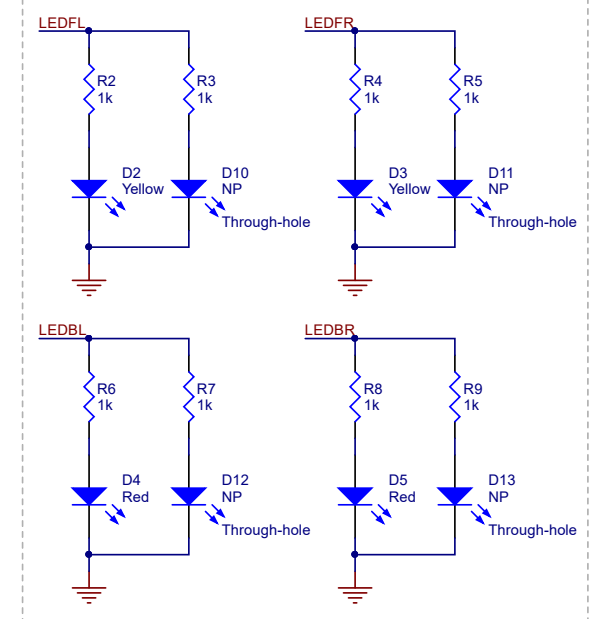 LEDFL
R2
1k
R3
1k
D2
Yellow
D10
NP
Through-hole
LEDFR
R4
1k
R5
1k
D3
Yellow
D11
NP
Through-hole
LEDBL
R6
1k
R7
1k
D4
Red
D12
NP
Through-hole
LEDBR
R8
1k
R9
1k
D5
Red
D13
NP
Through-hole